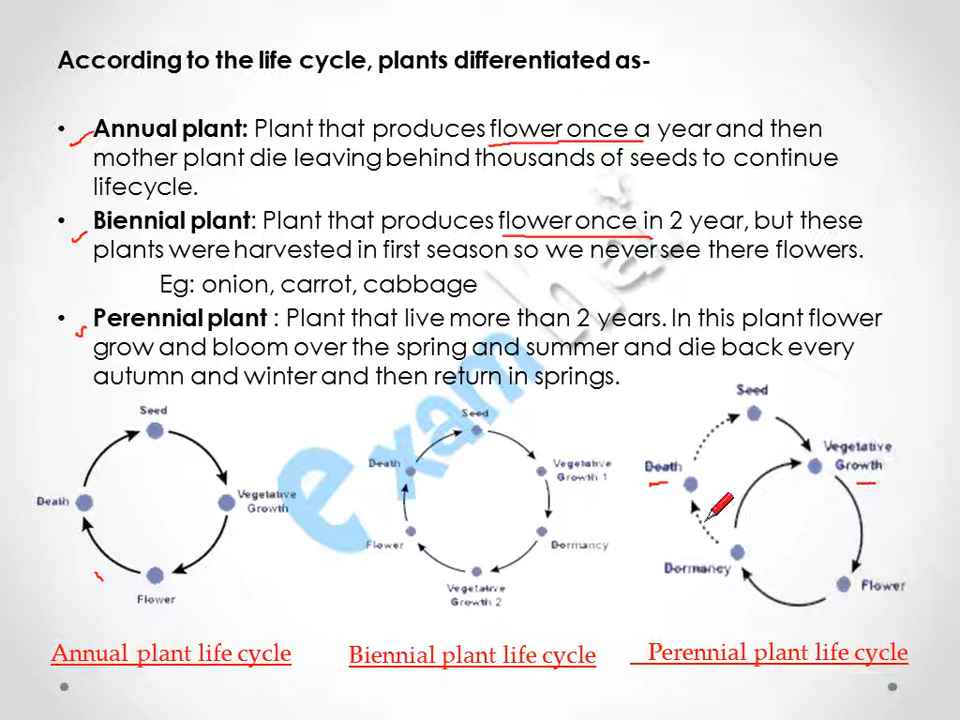 According to the life cycle, plants differentiated as-
• Annual plant: Plant that produces flower once a year and then
mother plant die leaving behind thousands of seeds to continue
lifecycle.
• Biennial plant: Plant that produces flower once in 2 year, but these
plants were harvested in first season so we never see there flowers.
Eg: onion, carrot, cabbage
• Perennial plant : Plant that live more than 2 years. In this plant flower
grow and bloom over the spring and summer and die back every
autumn and winter and then return in springs.
Seed
Vegetative
Growth
Flower
Death
Seed
Vegetative
Growth 1
Dormancy
Vegetative
Growth 2
Flower
Death
Seed
Vegetative
Growth
Flower
Dormancy
Death
Annual plant life cycle
Biennial plant life cycle
Perennial plant life cycle